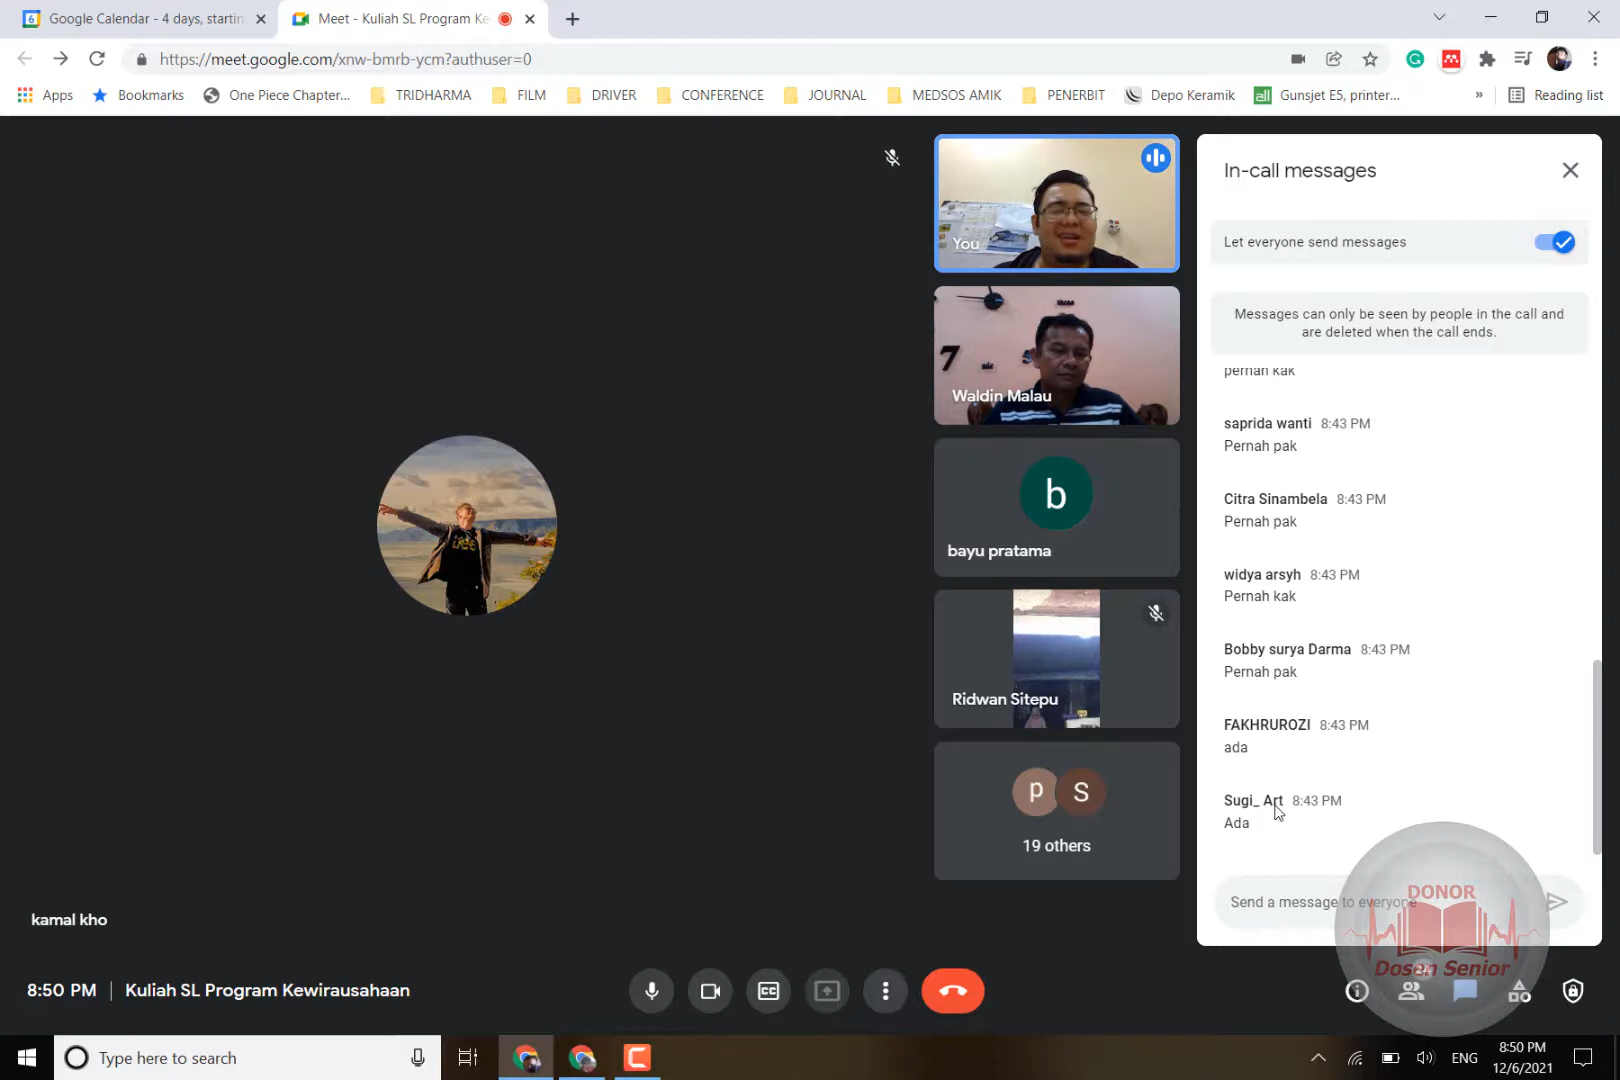 Google Calendar - 4 days, startin
Meet - Kuliah SL Program Ke
https://meet.google.com/xnw-bmrb-ycm?authuser=0
Apps
Bookmarks
One Piece Chapter...
TRIDHARMA
FILM
DRIVER
CONFERENCE
JOURNAL
MEDSOS AMIK
PENERBIT
Depo Keramik
Gunsjet E5, printer...
»
Reading list
You
Waldin Malau
b
bayu pratama
Ridwan Sitepu
p S
19 others
In-call messages
Let everyone send messages
Messages can only be seen by people in the call and
are deleted when the call ends.
pernah kak
saprida wanti 8:43 PM
Pernah pak
Citra Sinambela 8:43 PM
Pernah pak
widya arsyh 8:43 PM
Pernah kak
Bobby surya Darma 8:43 PM
Pernah pak
FAKHRUROZI 8:43 PM
ada
Sugi_ Art 8:43 PM
Ada
Send a message to everyone
DONOR
Dosen Senior
kamal kho
8:50 PM | Kuliah SL Program Kewirausahaan
Type here to search
ENG
8:50 PM
12/6/2021